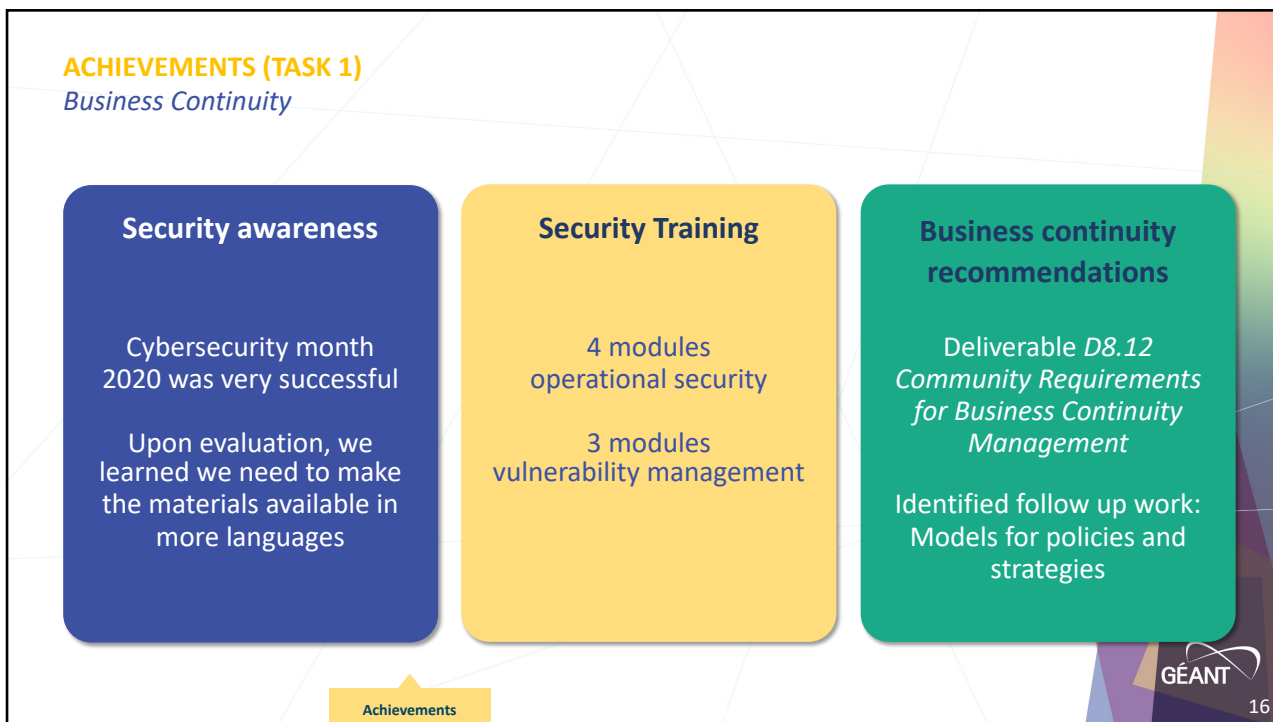 ACHIEVEMENTS (TASK 1)
Business Continuity
Security awareness
Cybersecurity month
2020 was very successful
Upon evaluation, we
learned we need to make
the materials available in
more languages
Security Training
4 modules
operational security
3 modules
vulnerability management
Business continuity
recommendations
Deliverable D8.12
Community Requirements
for Business Continuity
Management
Identified follow up work:
Models for policies and
strategies
Achievements
GÉANT
16